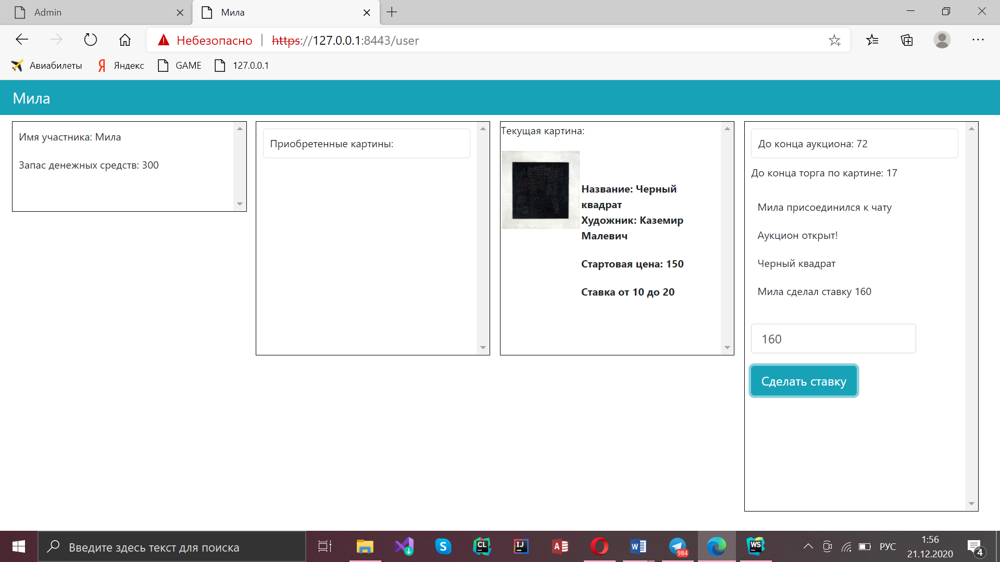 Admin
Мила
Небезопасно
https://127.0.0.1:8443/user
Авиабилеты
Яндекс
GAME
127.0.0.1
Мила
Имя участника: Мила
Запас денежных средств: 300
Приобретенные картины:
Текущая картина:
Название: Черный
квадрат
Художник: Каземир
Малевич
Стартовая цена: 150
Ставка от 10 до 20
До конца аукциона: 72
До конца торга по картине: 17
Мила присоединился к чату
Аукцион открыт!
Черный квадрат
Мила сделал ставку 160
160
Сделать ставку
Введите здесь текст для поиска
CL
IJ
A
W
984
WS
РУС
1:56
21.12.2020
4